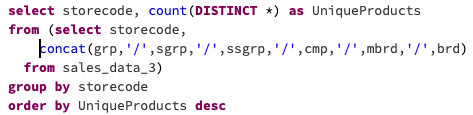 select storecode, count(DISTINCT *) as UniqueProducts
from (select storecode,
concat(grp,'/',sgrp,'/',ssgrp,'/',cmp,'/',mbrd,'/',brd)
from sales_data_3)
group by storecode
order by UniqueProducts desc